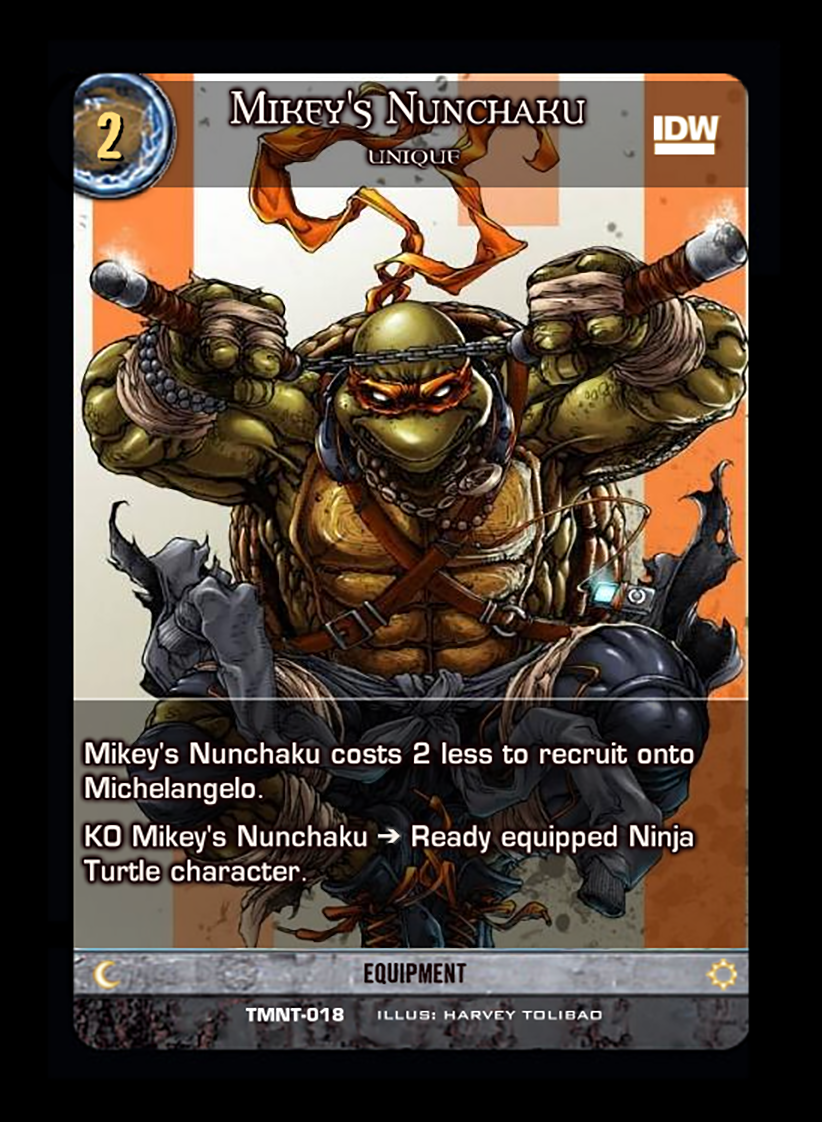 2
Mikey's Nunchaku
UNIQUE
IDW
Mikey's Nunchaku costs 2 less to recruit onto
Michelangelo.
KO Mikey's Nunchaku → Ready equipped Ninja
Turtle character.
EQUIPMENT
TMNT-018 ILLUS: HARVEY TOLIBAO